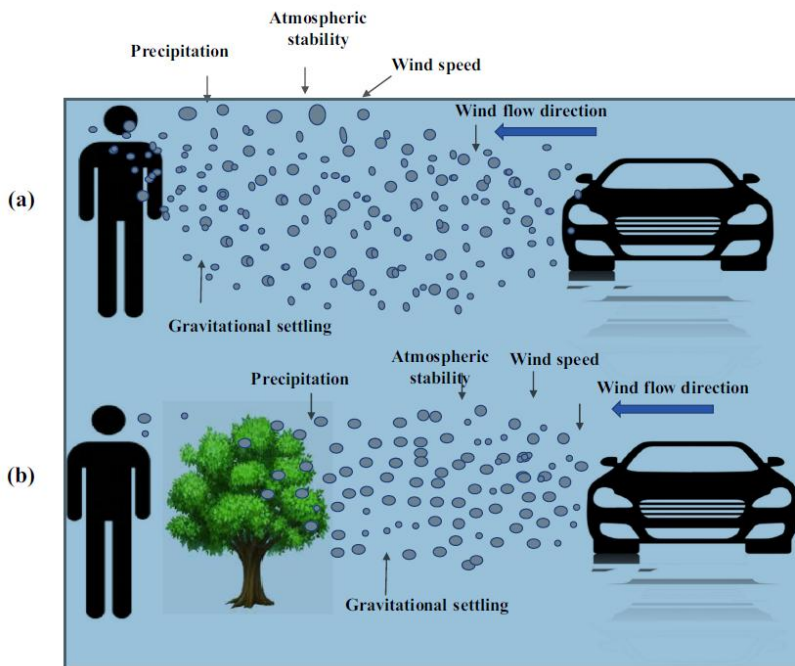 Atmospheric
stability
Precipitation
Wind speed
Wind flow direction
(a)
Gravitational settling
Atmospheric
stability
Wind speed
Precipitation
Wind flow direction
(b)
Gravitational settling